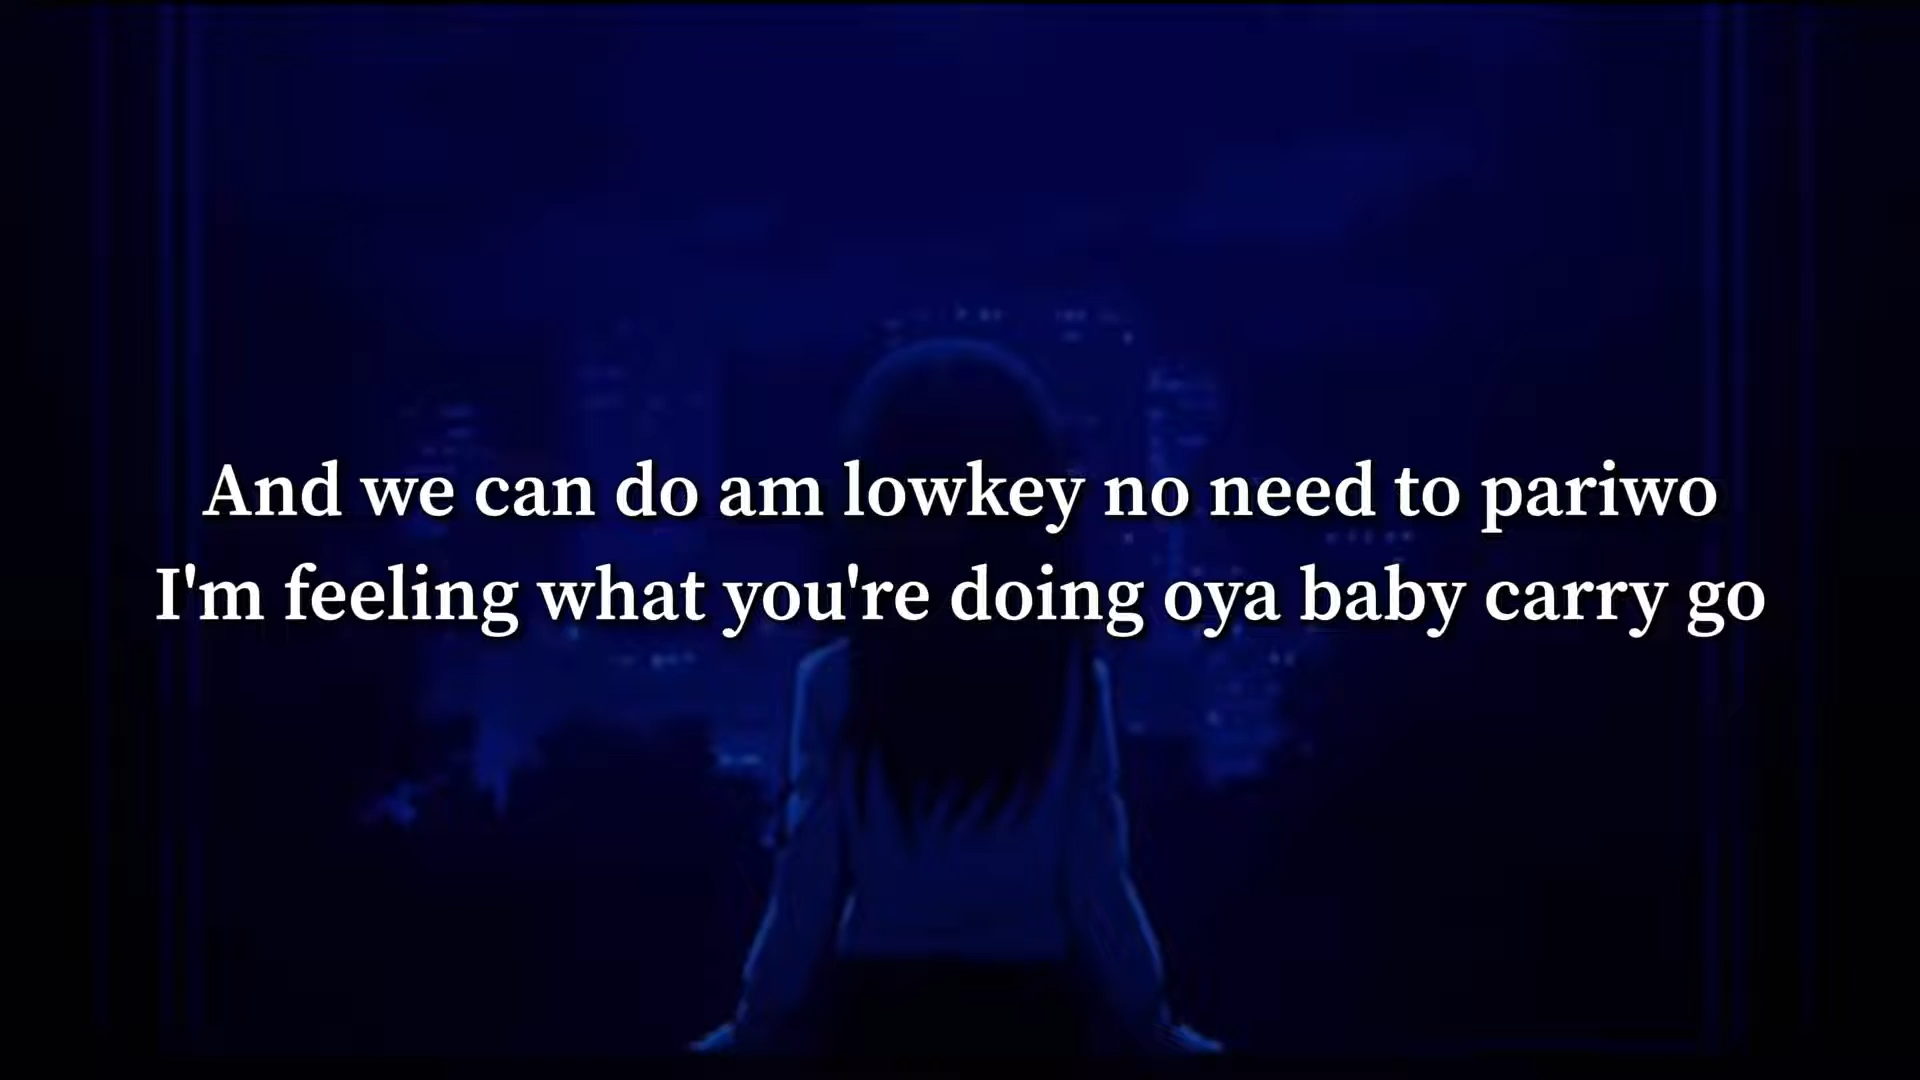 And we can do am lowkey no need to pariwo
I'm feeling what you're doing oya baby carry go